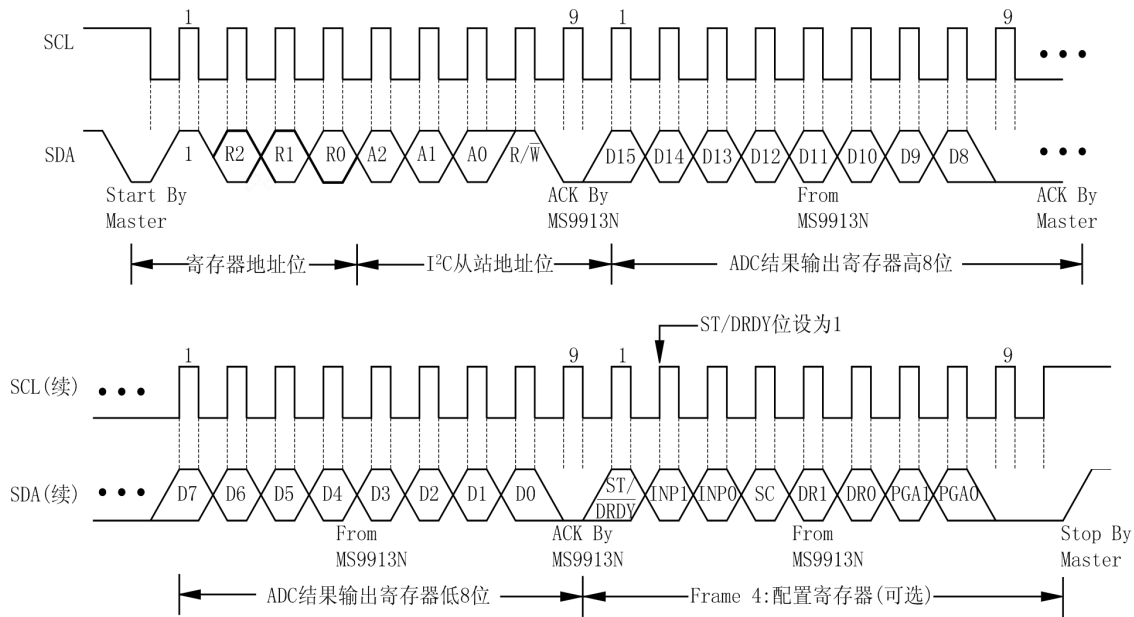 1 9 1 9
SCL
SDA 1 R2 R1 R0 A2 A1 A0 R/W̅ D15 D14 D13 D12 D11 D10 D9 D8
Start By
Master
ACK By
MS9913N
From
MS9913N
ACK By
Master
寄存器地址位 I²C从站地址位 ADC结果输出寄存器高8位
ST/DRDY位设为1
1 9 1 9
SCL(续)
SDA(续) D7 D6 D5 D4 D3 D2 D1 D0 ST/D̅R̅D̅Y̅ INP1 INP0 SC DR1 DR0 PGA1 PGA0
From
MS9913N
ACK By
MS9913N
From
MS9913N
Stop By
Master
ADC结果输出寄存器低8位 Frame 4:配置寄存器(可选)